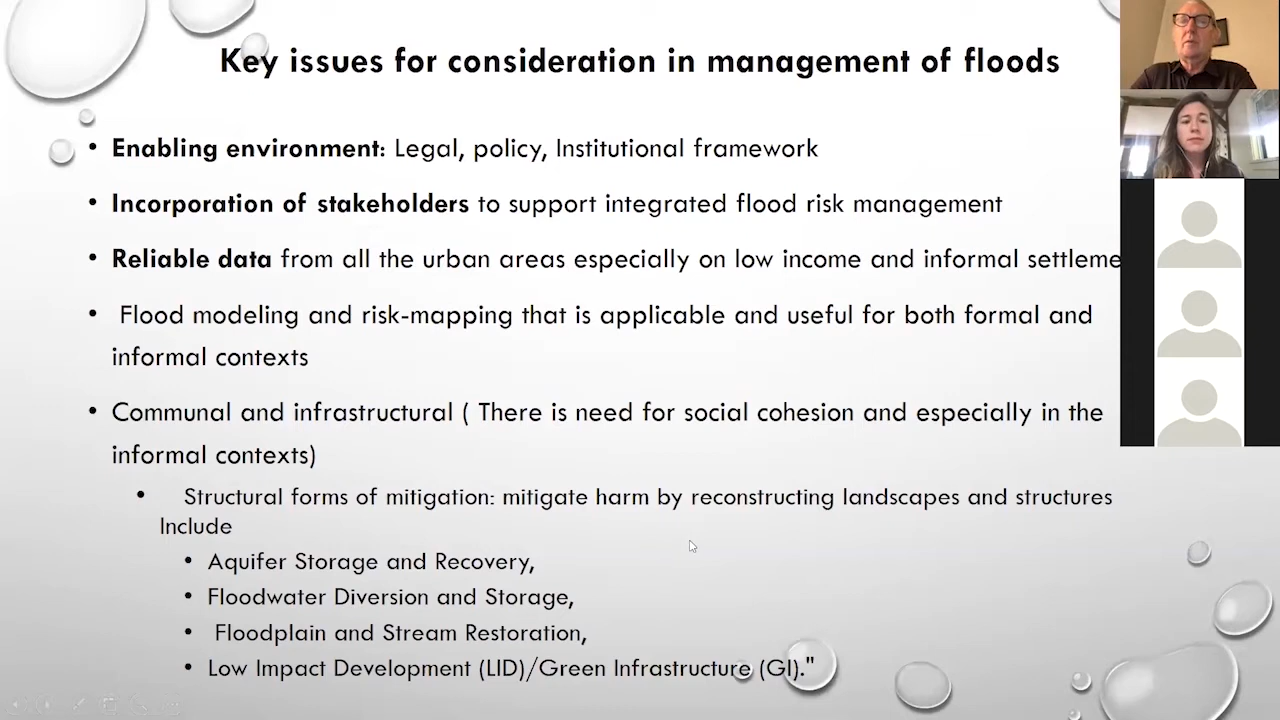 Key issues for consideration in management of floods
• Enabling environment: Legal, policy, Institutional framework
• Incorporation of stakeholders to support integrated flood risk management
• Reliable data from all the urban areas especially on low income and informal settleme
• Flood modeling and risk-mapping that is applicable and useful for both formal and
informal contexts
• Communal and infrastructural ( There is need for social cohesion and especially in the
informal contexts)
• Structural forms of mitigation: mitigate harm by reconstructing landscapes and structures
Include
• Aquifer Storage and Recovery,
• Floodwater Diversion and Storage,
• Floodplain and Stream Restoration,
• Low Impact Development (LID)/Green Infrastructure (GI)."